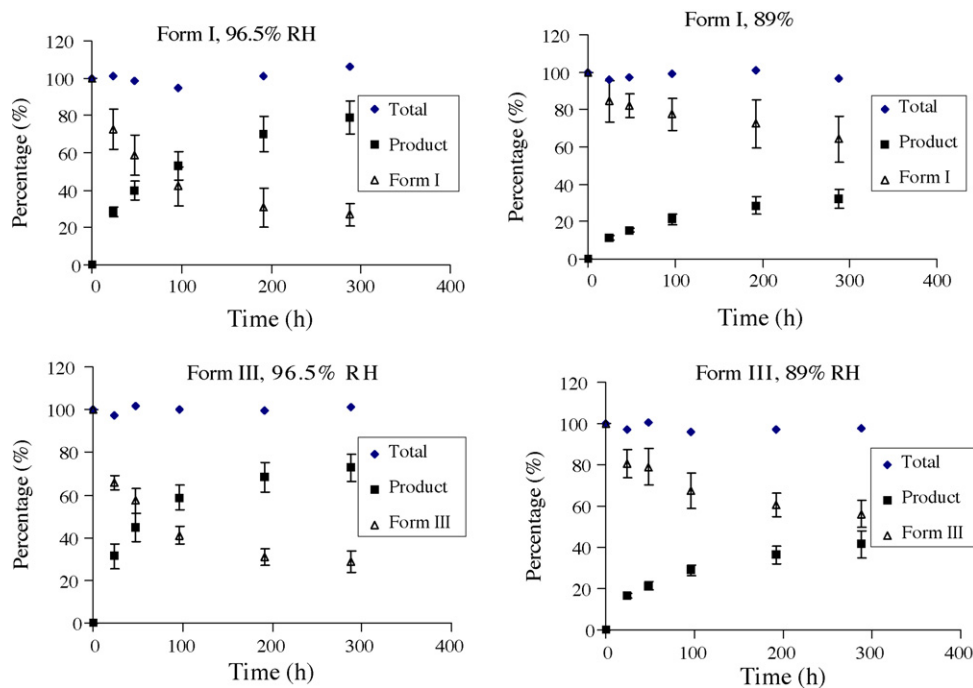 Form I, 96.5% RH
Percentage (%)
120
100
80
60
40
20
0
0 100 200 300 400
Time (h)
Total
Product
Form I
Form I, 89%
Percentage (%)
120
100
80
60
40
20
0
0 100 200 300 400
Time (h)
Total
Product
Form I
Form III, 96.5% RH
Percentage (%)
120
100
80
60
40
20
0
0 100 200 300 400
Time (h)
Total
Product
Form III
Form III, 89% RH
Percentage (%)
120
100
80
60
40
20
0
0 100 200 300 400
Time (h)
Total
Product
Form III